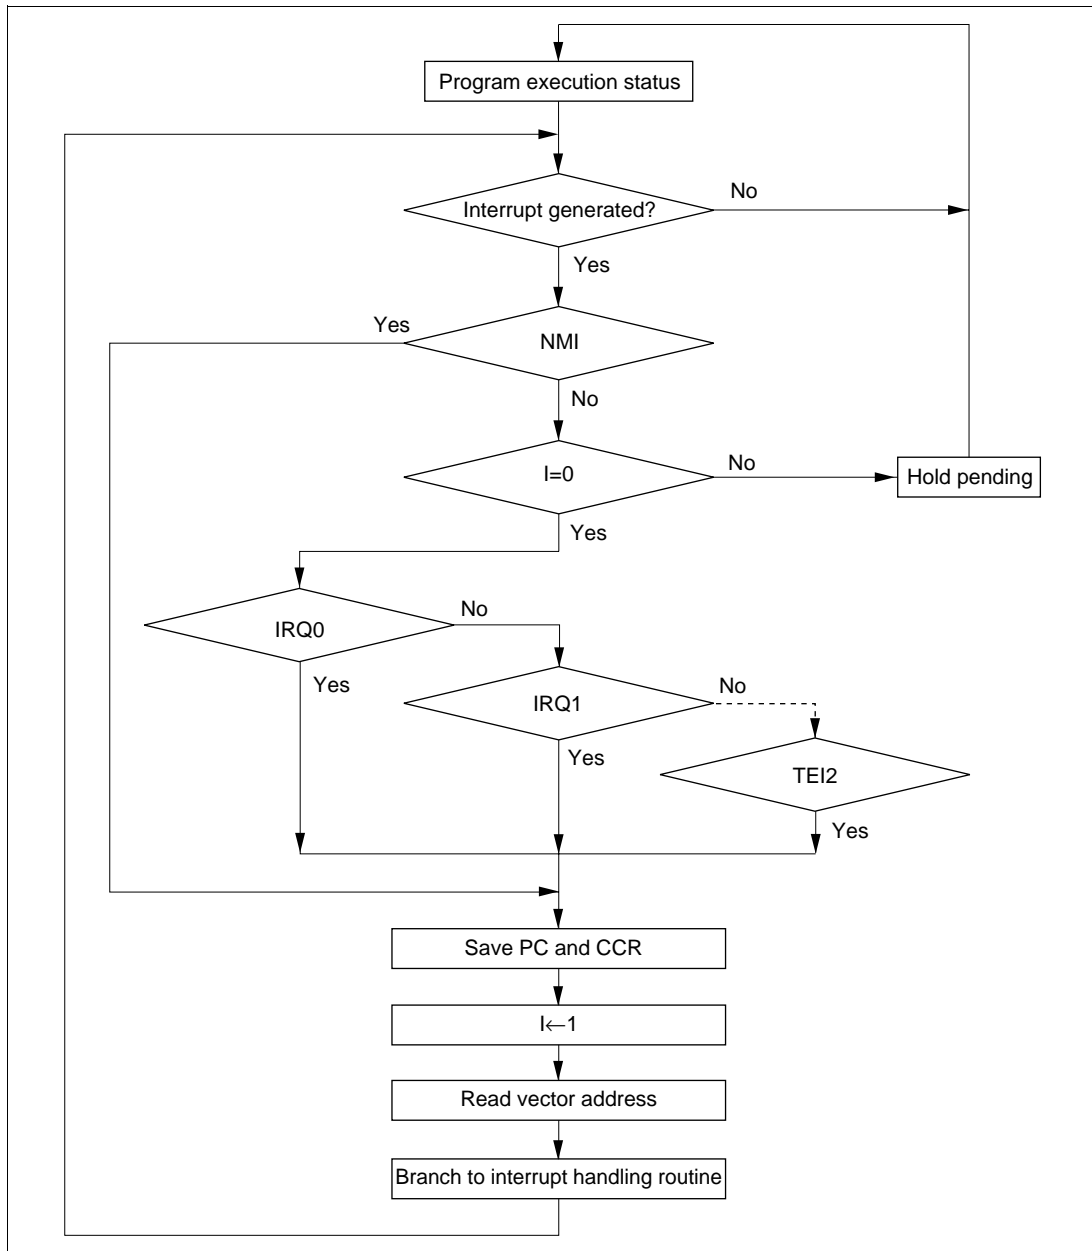 Program execution status
No
Interrupt generated?
Yes
Yes
NMI
No
I=0
No
Hold pending
Yes
No
IRQ0
Yes
No
IRQ1
Yes
TEI2
Yes
Save PC and CCR
I←1
Read vector address
Branch to interrupt handling routine